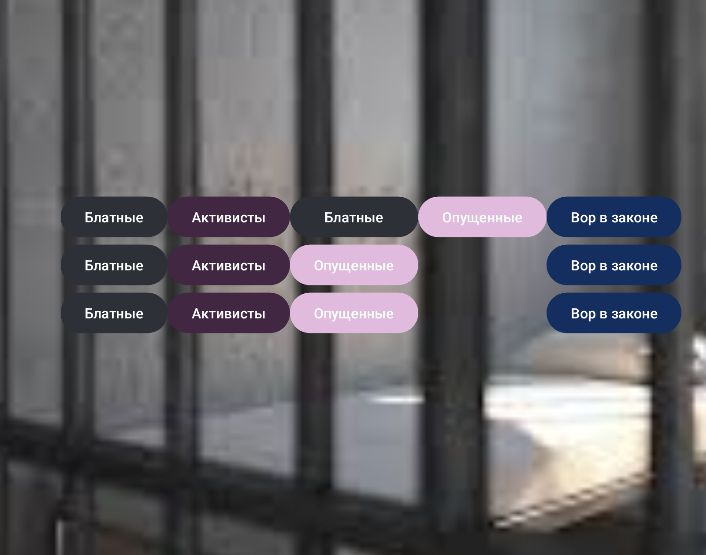 Блатные Активисты Блатные Опущенные Вор в законе
Блатные Активисты Опущенные Вор в законе
Блатные Активисты Опущенные Вор в законе